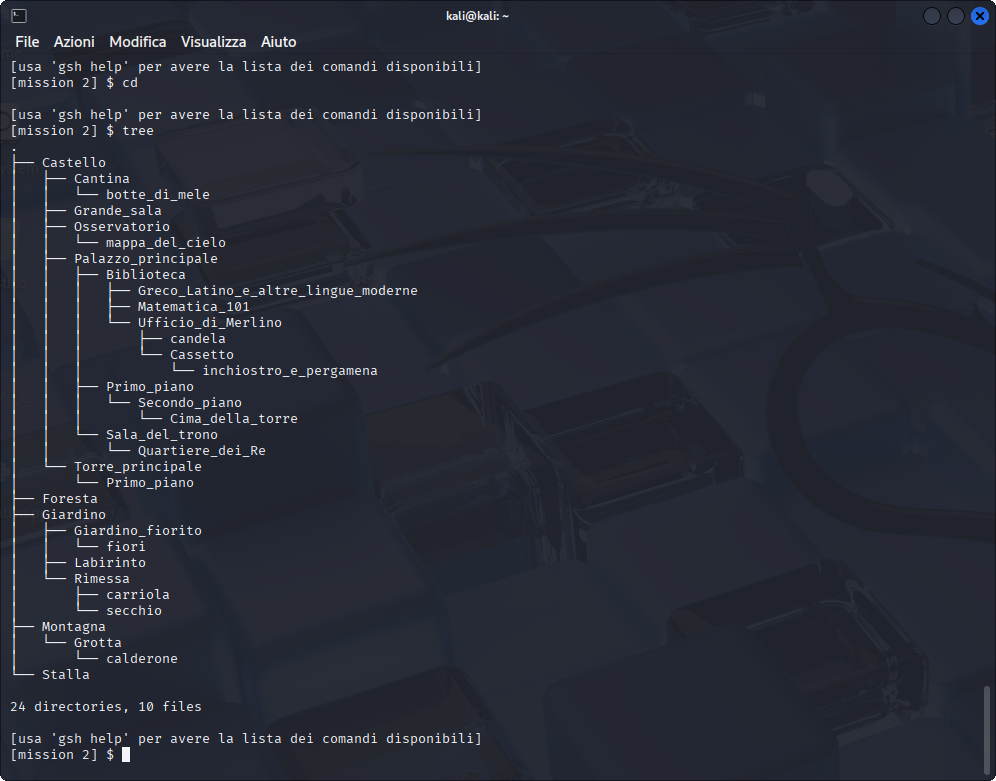 kali@kali: ~
File Azioni Modifica Visualizza Aiuto
[usa 'gsh help' per avere la lista dei comandi disponibili]
[mission 2] $ cd
[usa 'gsh help' per avere la lista dei comandi disponibili]
[mission 2] $ tree
.
├── Castello
│   ├── Cantina
│   │   └── botte_di_mele
│   ├── Grande_sala
│   ├── Osservatorio
│   │   └── mappa_del_cielo
│   ├── Palazzo_principale
│   │   ├── Biblioteca
│   │   │   ├── Greco_Latino_e_altre_lingue_moderne
│   │   │   ├── Matematica_101
│   │   │   └── Ufficio_di_Merlino
│   │   │       ├── candela
│   │   │       └── Cassetto
│   │   │           └── inchiostro_e_pergamena
│   │   ├── Primo_piano
│   │   │   └── Secondo_piano
│   │   │       └── Cima_della_torre
│   │   └── Sala_del_trono
│   │       └── Quartiere_dei_Re
│   └── Torre_principale
│       └── Primo_piano
├── Foresta
├── Giardino
│   ├── Giardino_fiorito
│   │   └── fiori
│   ├── Labirinto
│   └── Rimessa
│       ├── carriola
│       └── secchio
├── Montagna
│   └── Grotta
│       └── calderone
└── Stalla
24 directories, 10 files
[usa 'gsh help' per avere la lista dei comandi disponibili]
[mission 2] $